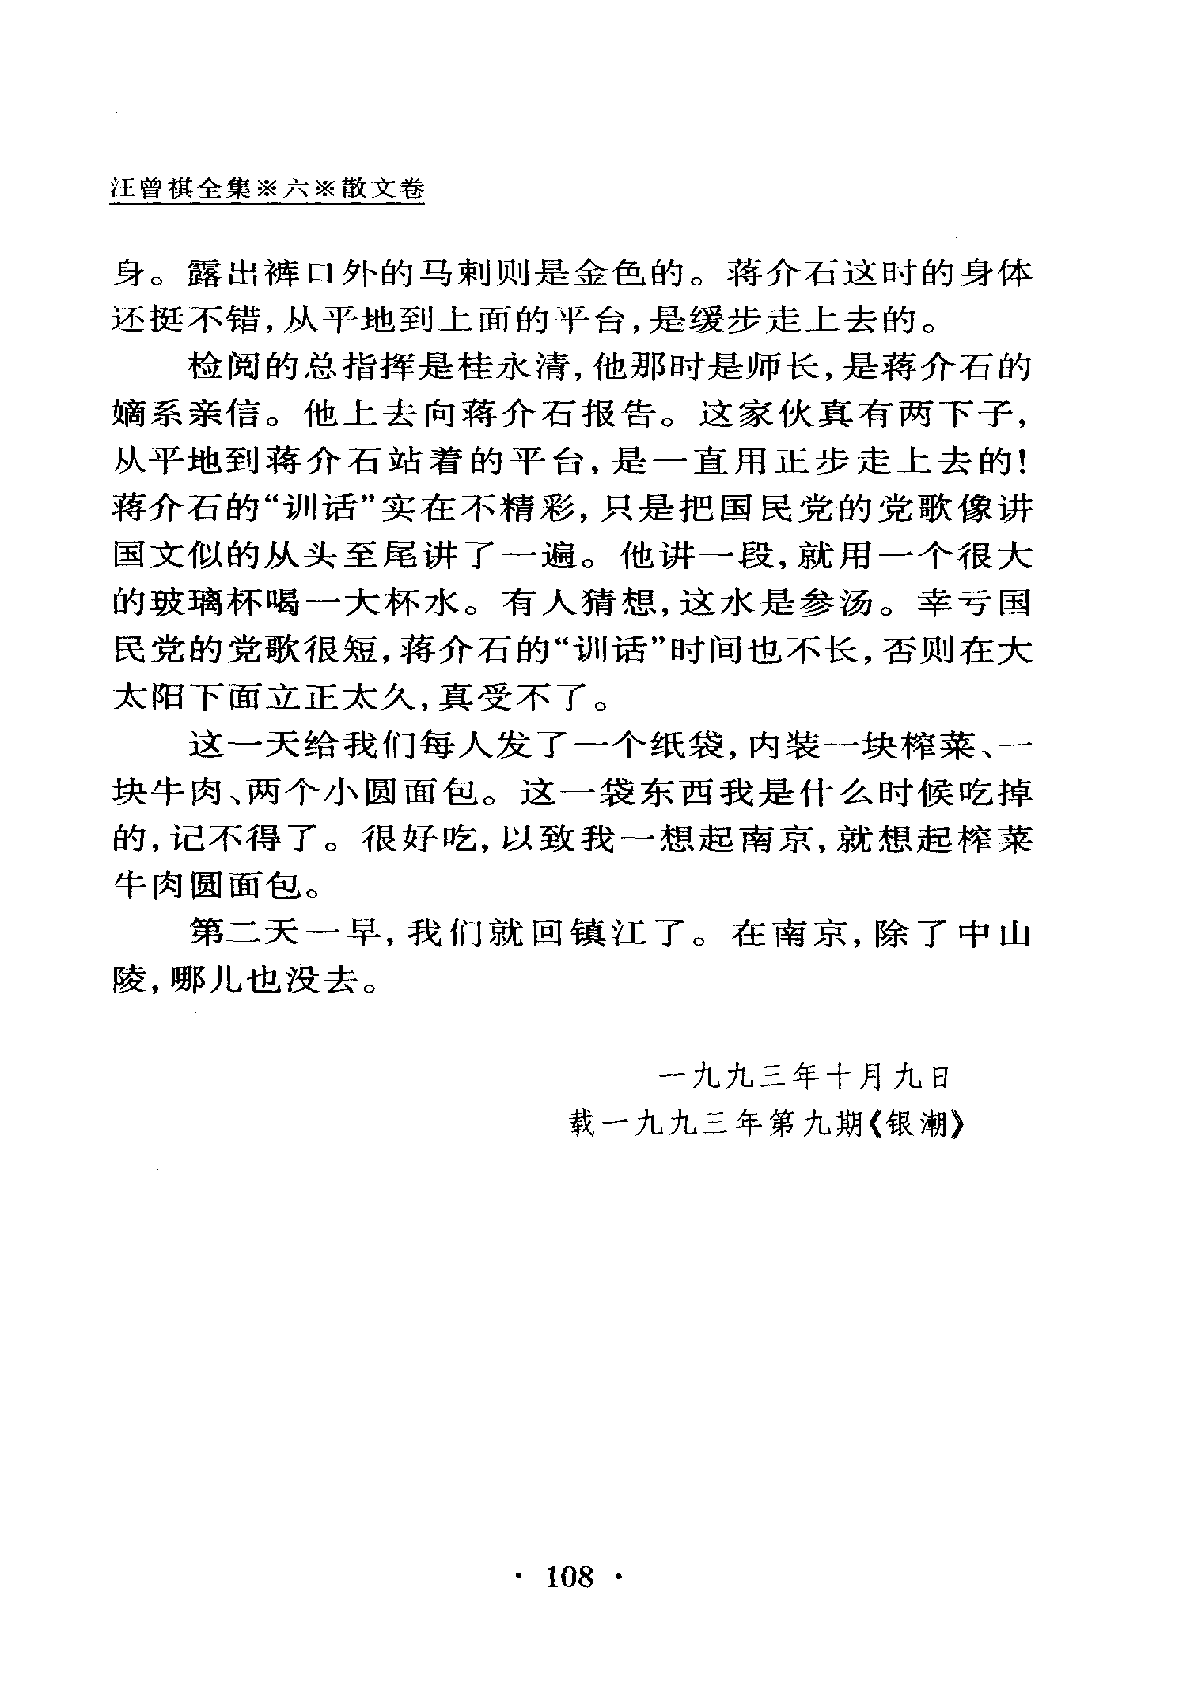 汪曾祺全集※六※散文卷
身。露出裤口外的马刺则是金色的。蒋介石这时的身体
还挺不错，从平地到上面的平台，是缓步走上去的。
检阅的总指挥是桂永清，他那时是师长，是蒋介石的
嫡系亲信。他上去向蒋介石报告。这家伙真有两下子，
从平地到蒋介石站着的平台，是一直用正步走上去的！
蒋介石的“训话”实在不精彩，只是把国民党的党歌像讲
国文似的从头至尾讲了一遍。他讲一段，就用一个很大
的玻璃杯喝一大杯水。有人猜想，这水是参汤。幸亏国
民党的党歌很短，蒋介石的“训话”时间也不长，否则在大
太阳下面立正太久，真受不了。
这一天给我们每人发了一个纸袋，内装一块榨菜、一
块牛肉、两个小圆面包。这一袋东西我是什么时候吃掉
的，记不得了。很好吃，以致我一想起南京，就想起榨菜
牛肉圆面包。
第二天一早，我们就回镇江了。在南京，除了中山
陵，哪儿也没去。
一九九三年十月九日
载一九九三年第九期《银潮》
· 108 ·